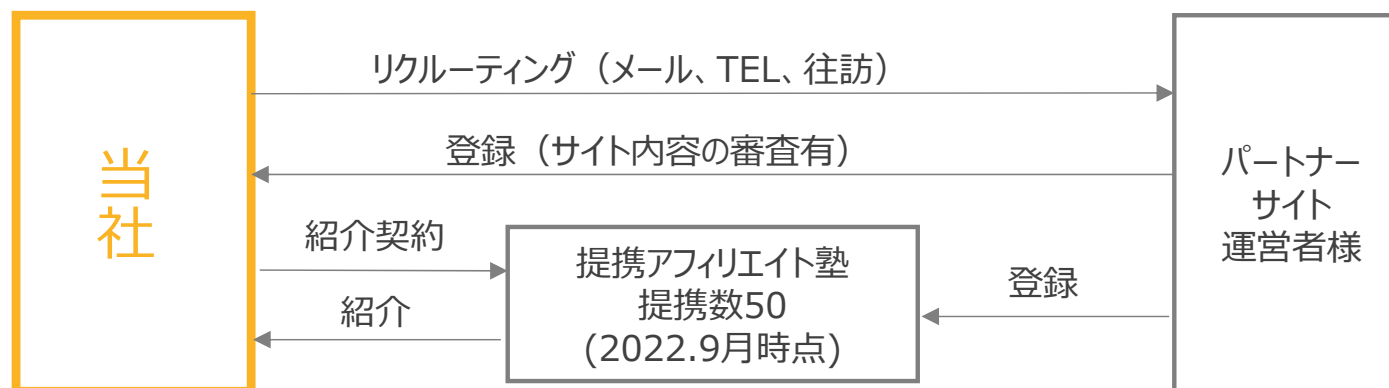 リクルーティング（メール、TEL、往訪）
登録（サイト内容の審査有）
当
社
紹介契約
紹介
提携アフィリエイト塾
提携数50
(2022.9月時点)
登録
パートナー
サイト
運営者様